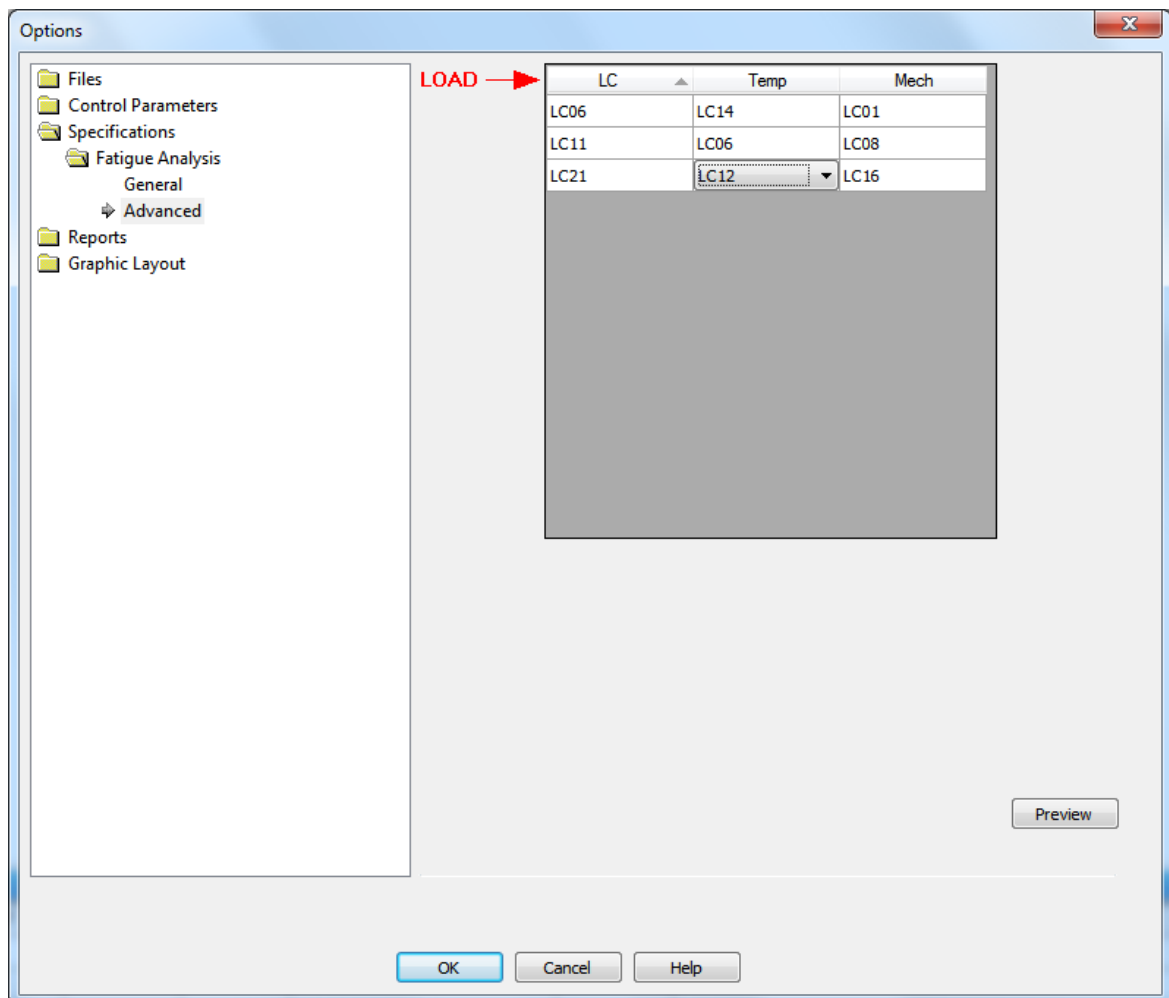 Options
Files
Control Parameters
Specifications
Fatigue Analysis
General
Advanced
Reports
Graphic Layout
LOAD
LC Temp Mech
LC06 LC14 LC01
LC11 LC06 LC08
LC21 LC12 LC16
Preview
OK Cancel Help